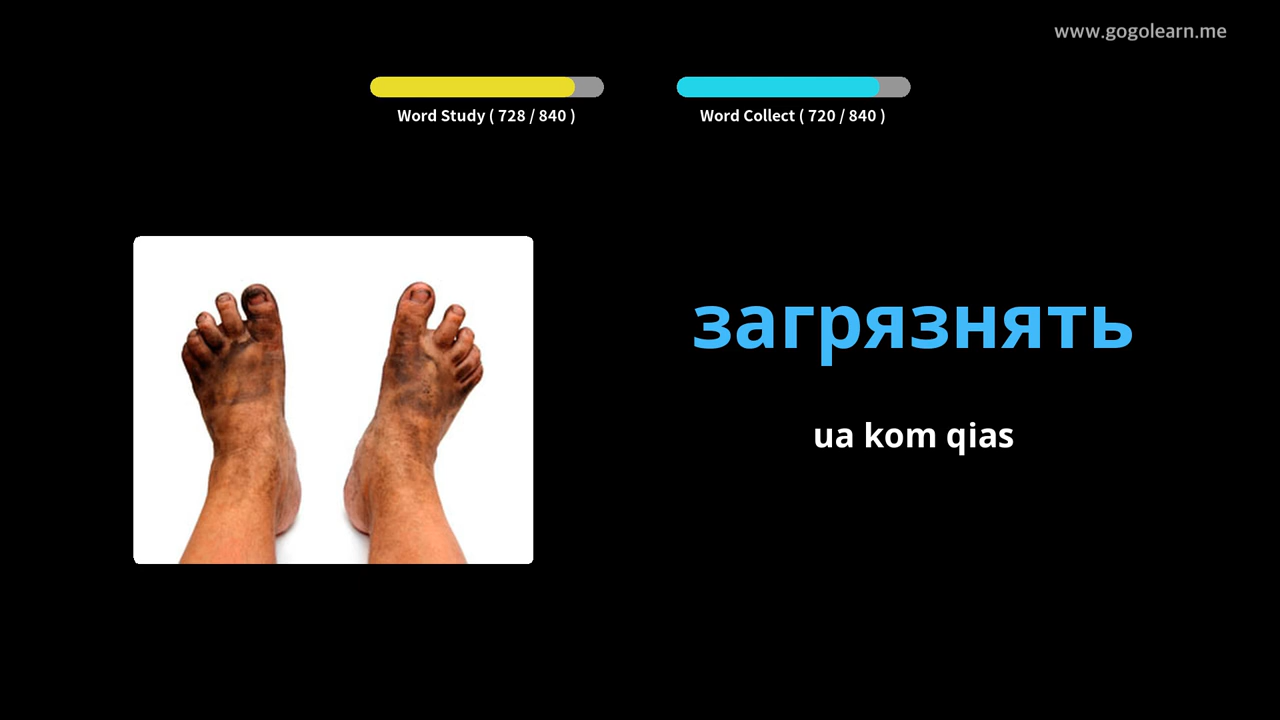 www.gogolearn.me
Word Study ( 728 / 840 )
Word Collect ( 720 / 840 )
загрязнять
ua kom qias